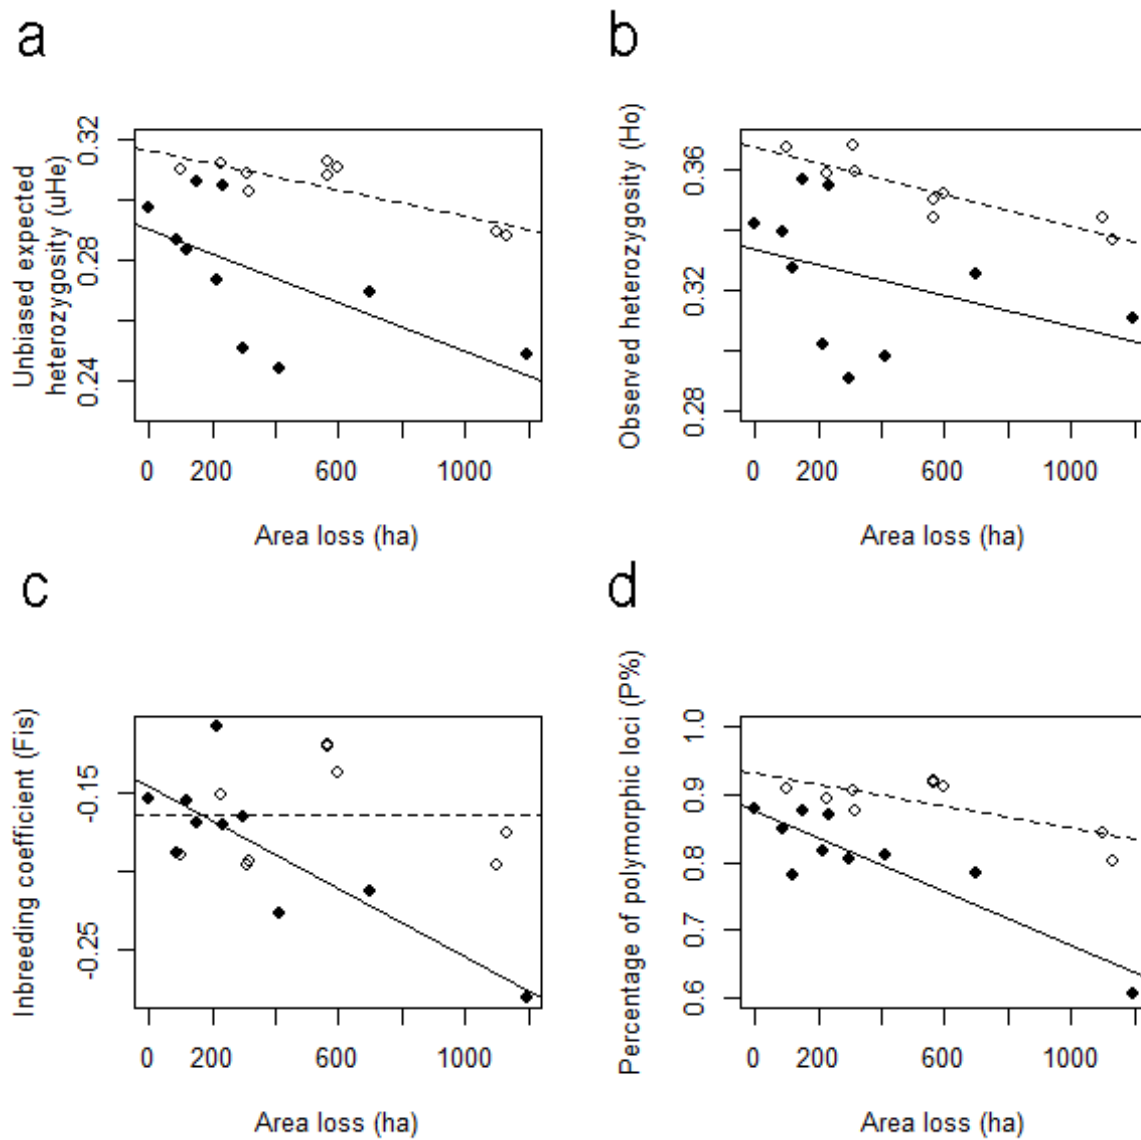 a
Unbiased expected
heterozygosity (uHe)
0.32
0.28
0.24
0 200 600 1000
Area loss (ha)
b
Observed heterozygosity (Ho)
0.36
0.32
0.28
0 200 600 1000
Area loss (ha)
c
Inbreeding coefficient (Fis)
-0.15
-0.25
0 200 600 1000
Area loss (ha)
d
Percentage of polymorphic loci (P%)
1.0
0.9
0.8
0.7
0.6
0 200 600 1000
Area loss (ha)